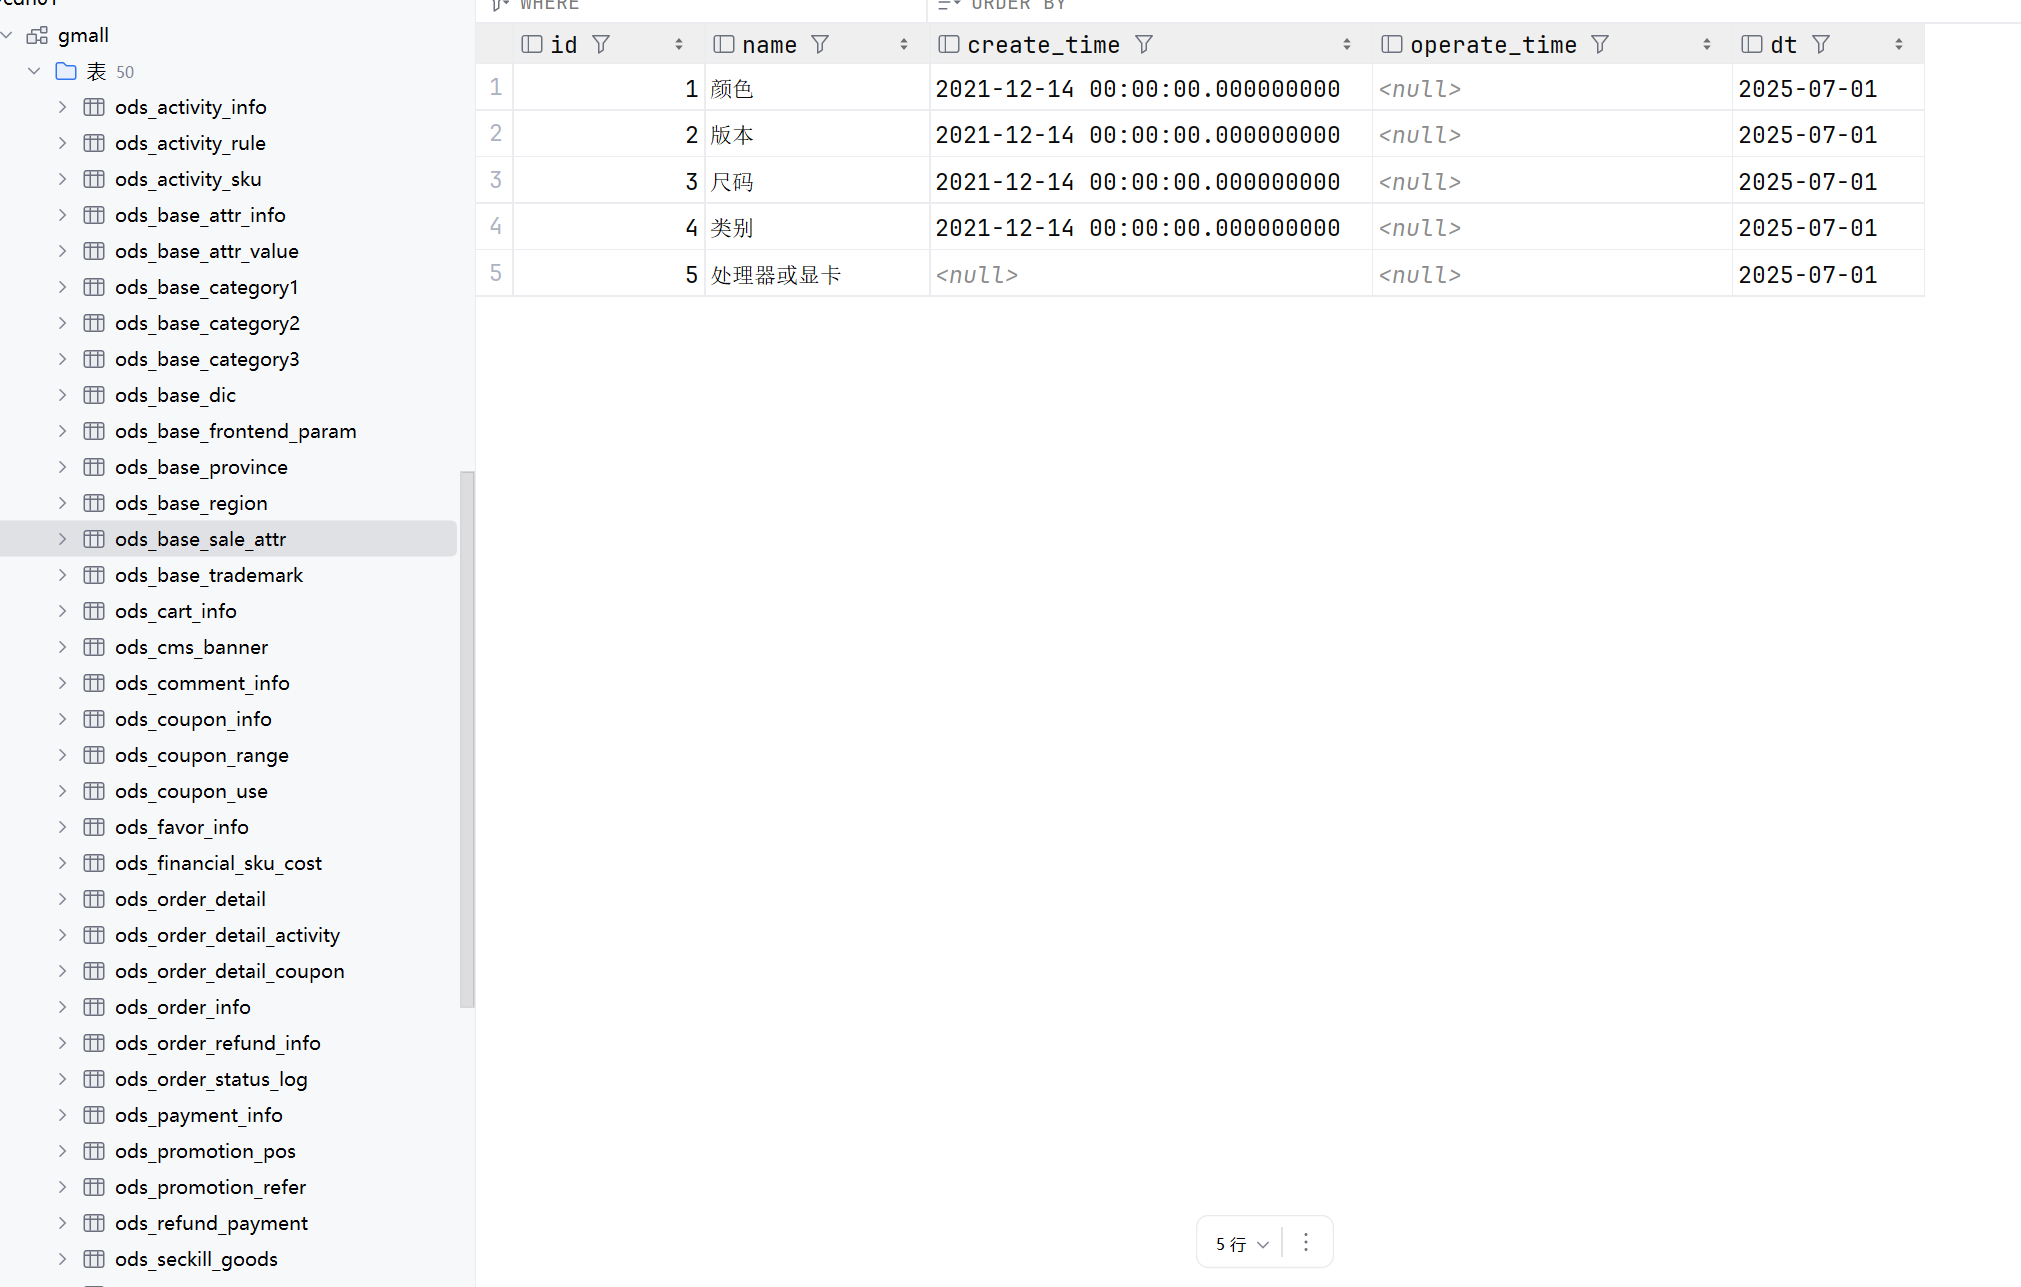 gmall
表 50
ods_activity_info
ods_activity_rule
ods_activity_sku
ods_base_attr_info
ods_base_attr_value
ods_base_category1
ods_base_category2
ods_base_category3
ods_base_dic
ods_base_frontend_param
ods_base_province
ods_base_region
ods_base_sale_attr
ods_base_trademark
ods_cart_info
ods_cms_banner
ods_comment_info
ods_coupon_info
ods_coupon_range
ods_coupon_use
ods_favor_info
ods_financial_sku_cost
ods_order_detail
ods_order_detail_activity
ods_order_detail_coupon
ods_order_info
ods_order_refund_info
ods_order_status_log
ods_payment_info
ods_promotion_pos
ods_promotion_refer
ods_refund_payment
ods_seckill_goods
WHERE ORDER BY
id name create_time operate_time dt
1 1 颜色 2021-12-14 00:00:00.000000000 <null> 2025-07-01
2 2 版本 2021-12-14 00:00:00.000000000 <null> 2025-07-01
3 3 尺码 2021-12-14 00:00:00.000000000 <null> 2025-07-01
4 4 类别 2021-12-14 00:00:00.000000000 <null> 2025-07-01
5 5 处理器或显卡 <null> <null> 2025-07-01
5 行